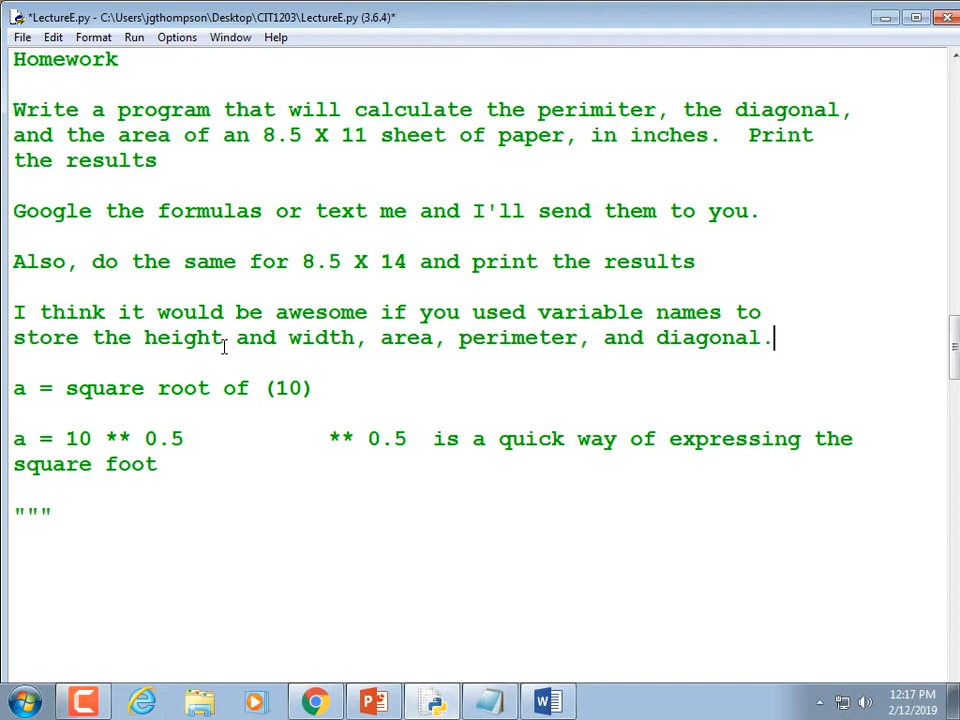 *LectureE.py - C:\Users\jgthompson\Desktop\CIT1203\LectureE.py (3.6.4)*
File Edit Format Run Options Window Help
Homework
Write a program that will calculate the perimiter, the diagonal,
and the area of an 8.5 X 11 sheet of paper, in inches.  Print
the results
Google the formulas or text me and I'll send them to you.
Also, do the same for 8.5 X 14 and print the results
I think it would be awesome if you used variable names to
store the height and width, area, perimeter, and diagonal.
a = square root of (10)
a = 10 ** 0.5           ** 0.5  is a quick way of expressing the
square foot
"""
12:17 PM
2/12/2019